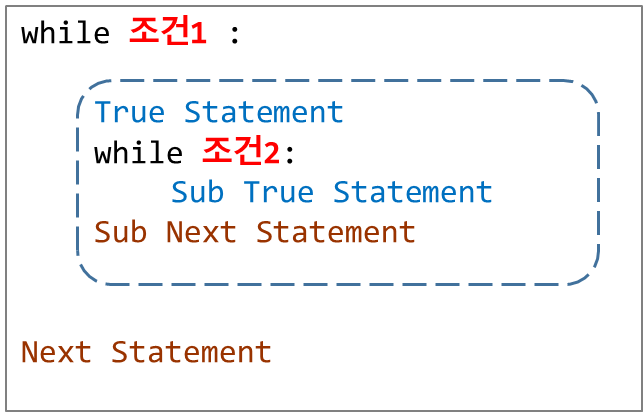 while 조건1 :
True Statement
while 조건2:
Sub True Statement
Sub Next Statement
Next Statement